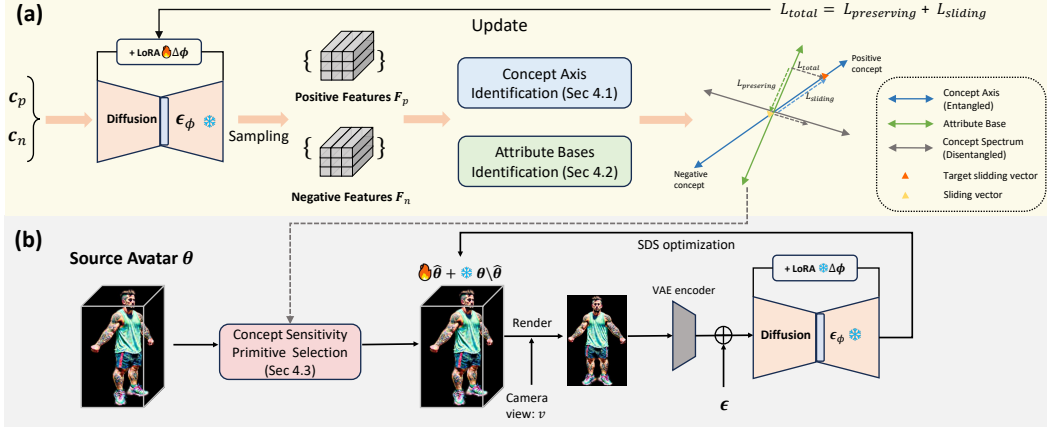 (a)
L_total = L_preserving + L_sliding
Update
+ LoRA Δϕ
c_p
c_n
Diffusion
ϵ_ϕ
Sampling
{ }
Positive Features F_p
{ }
Negative Features F_n
Concept Axis
Identification (Sec 4.1)
Attribute Bases
Identification (Sec 4.2)
L_total
L_presering
L_sliding
Positive
concept
Negative
concept
Concept Axis
(Entangled)
Attribute Base
Concept Spectrum
(Disentangled)
Target slidding vector
Sliding vector
(b)
Source Avatar θ
Concept Sensitivity
Primitive Selection
(Sec 4.3)
θ̂ + θ\θ̂
SDS optimization
Render
Camera
view: v
VAE encoder
ϵ
+ LoRA Δϕ
Diffusion
ϵ_ϕ